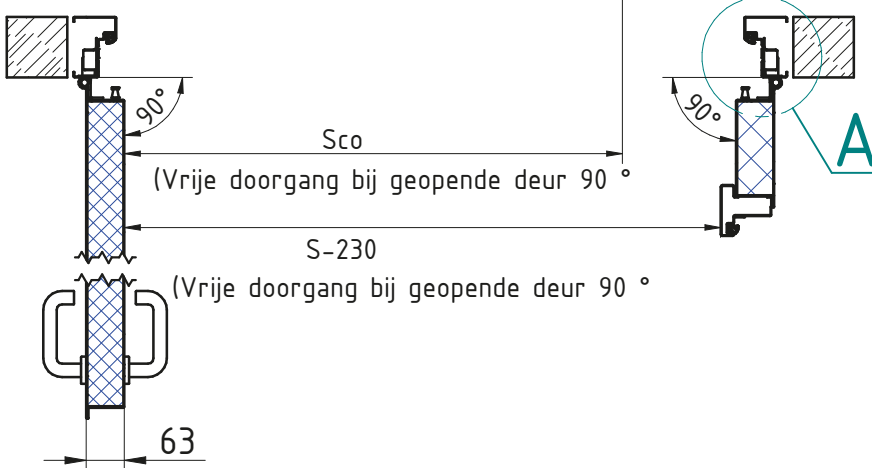 90°
90°
A
Sco
(Vrije doorgang bij geopende deur 90 °
S-230
(Vrije doorgang bij geopende deur 90 °
63